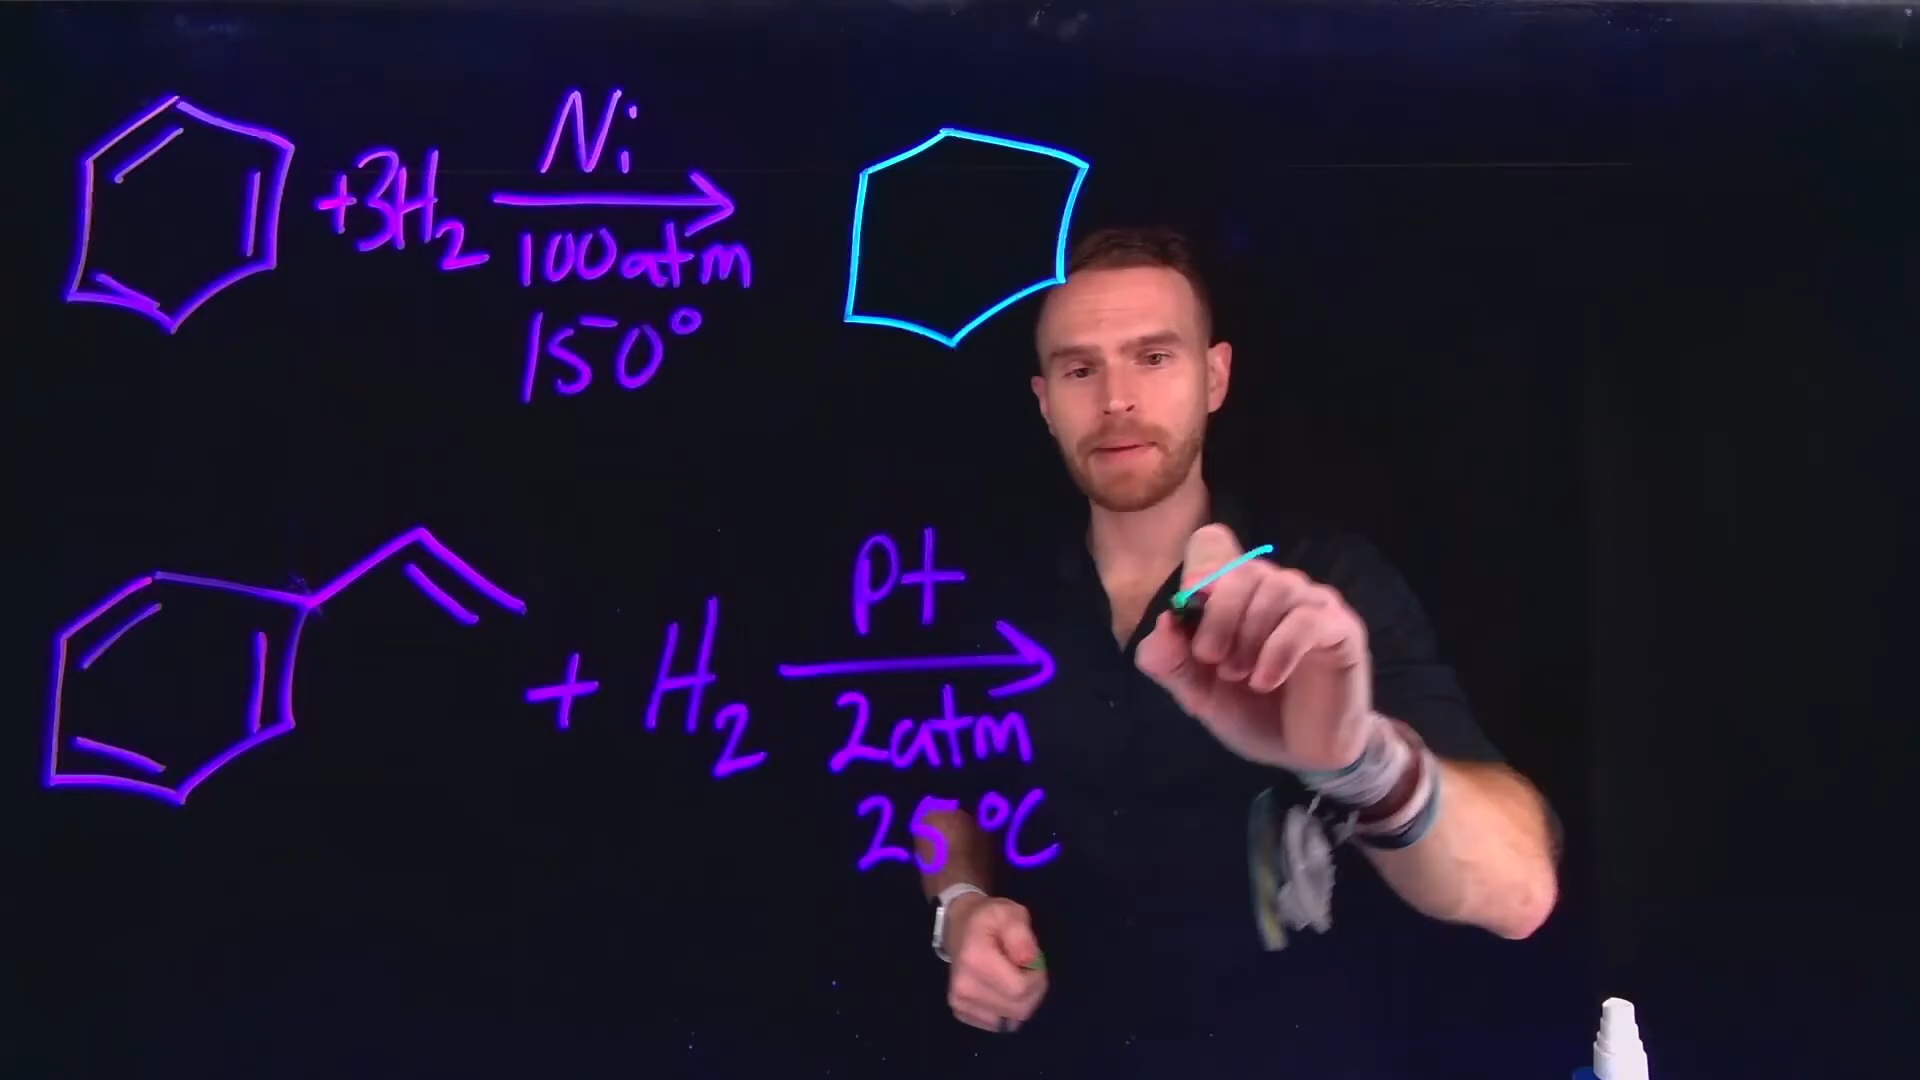 Ni
+3H₂
100atm
150°
Pt
+ H₂
2atm
25°C